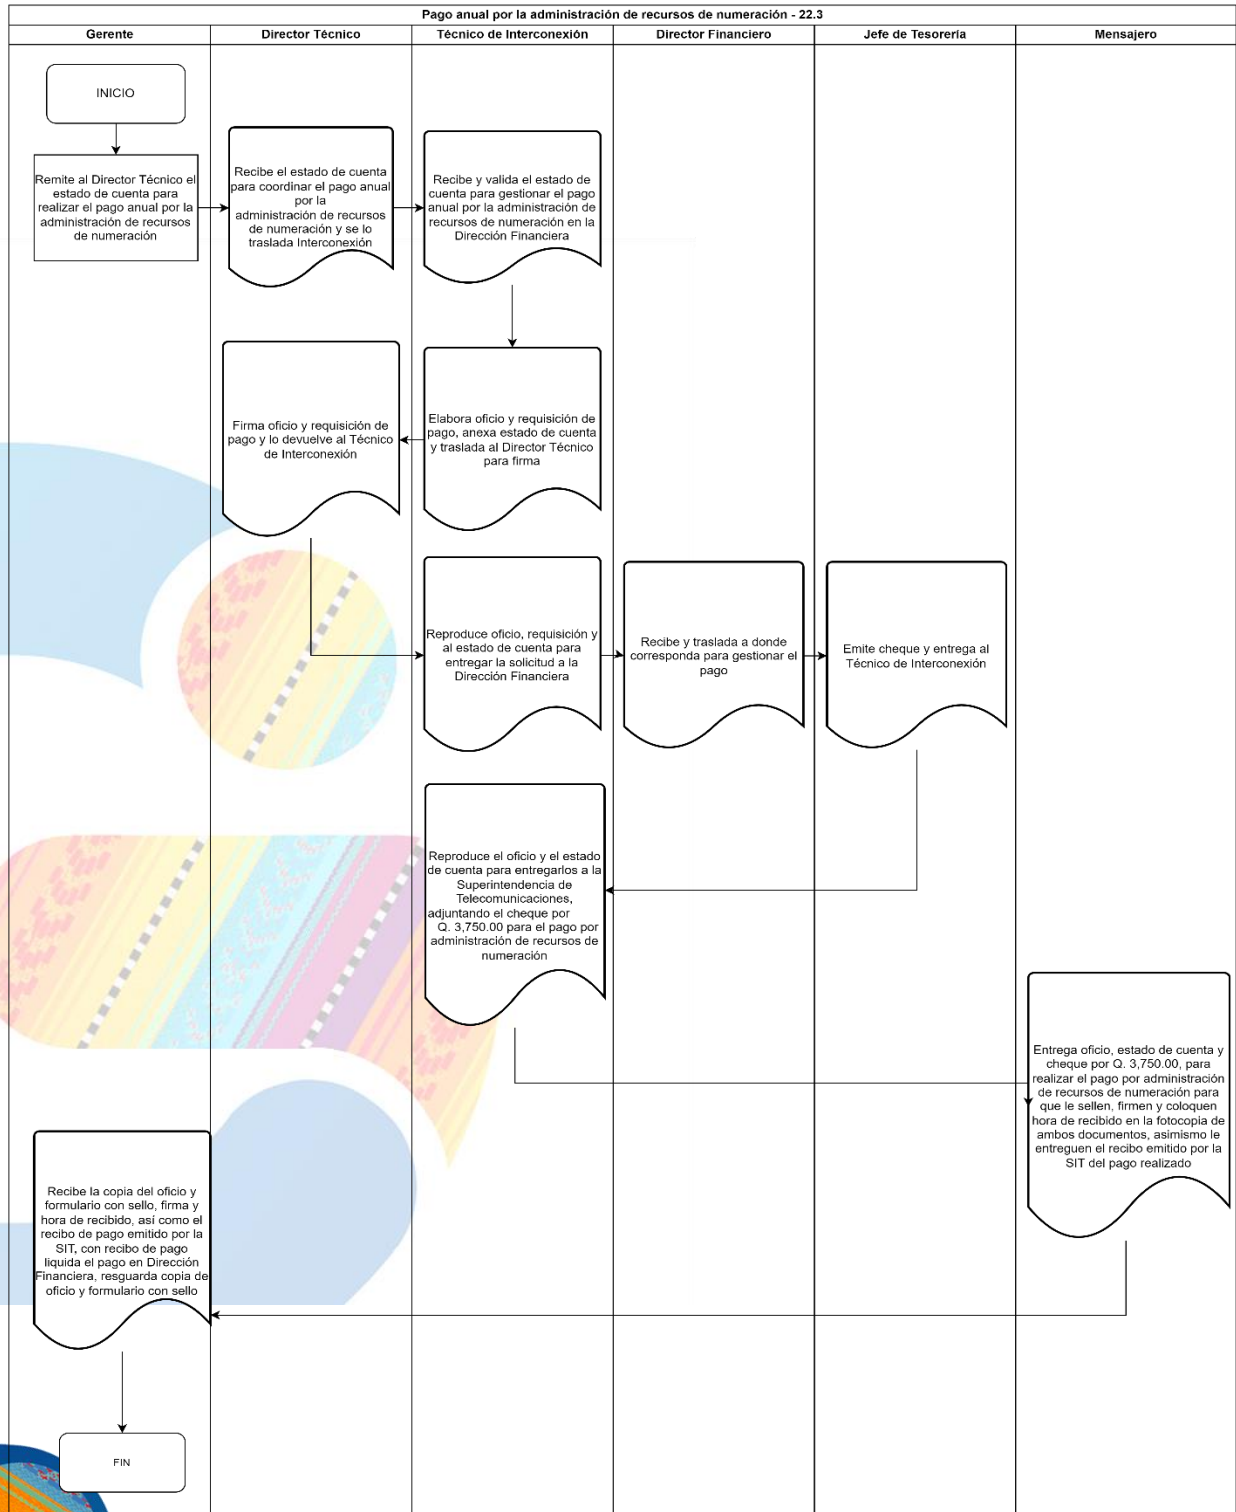 Pago anual por la administración de recursos de numeración - 22.3
Gerente
Director Técnico
Técnico de Interconexión
Director Financiero
Jefe de Tesorería
Mensajero
INICIO
Remite al Director Técnico el
estado de cuenta para
realizar el pago anual por la
administración de recursos
de numeración
Recibe el estado de cuenta
para coordinar el pago anual
por la
administración de recursos
de numeración y se lo
traslada Interconexión
Recibe y valida el estado de
cuenta para gestionar el pago
anual por la administración de
recursos de numeración en la
Dirección Financiera
Firma oficio y requisición de
pago y lo devuelve al Técnico
de Interconexión
Elabora oficio y requisición de
pago, anexa estado de cuenta
y traslada al Director Técnico
para firma
Reproduce oficio, requisición y
al estado de cuenta para
entregar la solicitud a la
Dirección Financiera
Recibe y traslada a donde
corresponda para gestionar el
pago
Emite cheque y entrega al
Técnico de Interconexión
Reproduce el oficio y el estado
de cuenta para entregarlos a la
Superintendencia de
Telecomunicaciones,
adjuntando el cheque por
Q. 3,750.00 para el pago por
administración de recursos de
numeración
Entrega oficio, estado de cuenta y
cheque por Q. 3,750.00, para
realizar el pago por administración
de recursos de numeración para
que le sellen, firmen y coloquen
hora de recibido en la fotocopia de
ambos documentos, asimismo le
entreguen el recibo emitido por la
SIT del pago realizado
Recibe la copia del oficio y
formulario con sello, firma y
hora de recibido, así como el
recibo de pago emitido por la
SIT, con recibo de pago
liquida el pago en Dirección
Financiera, resguarda copia de
oficio y formulario con sello
FIN